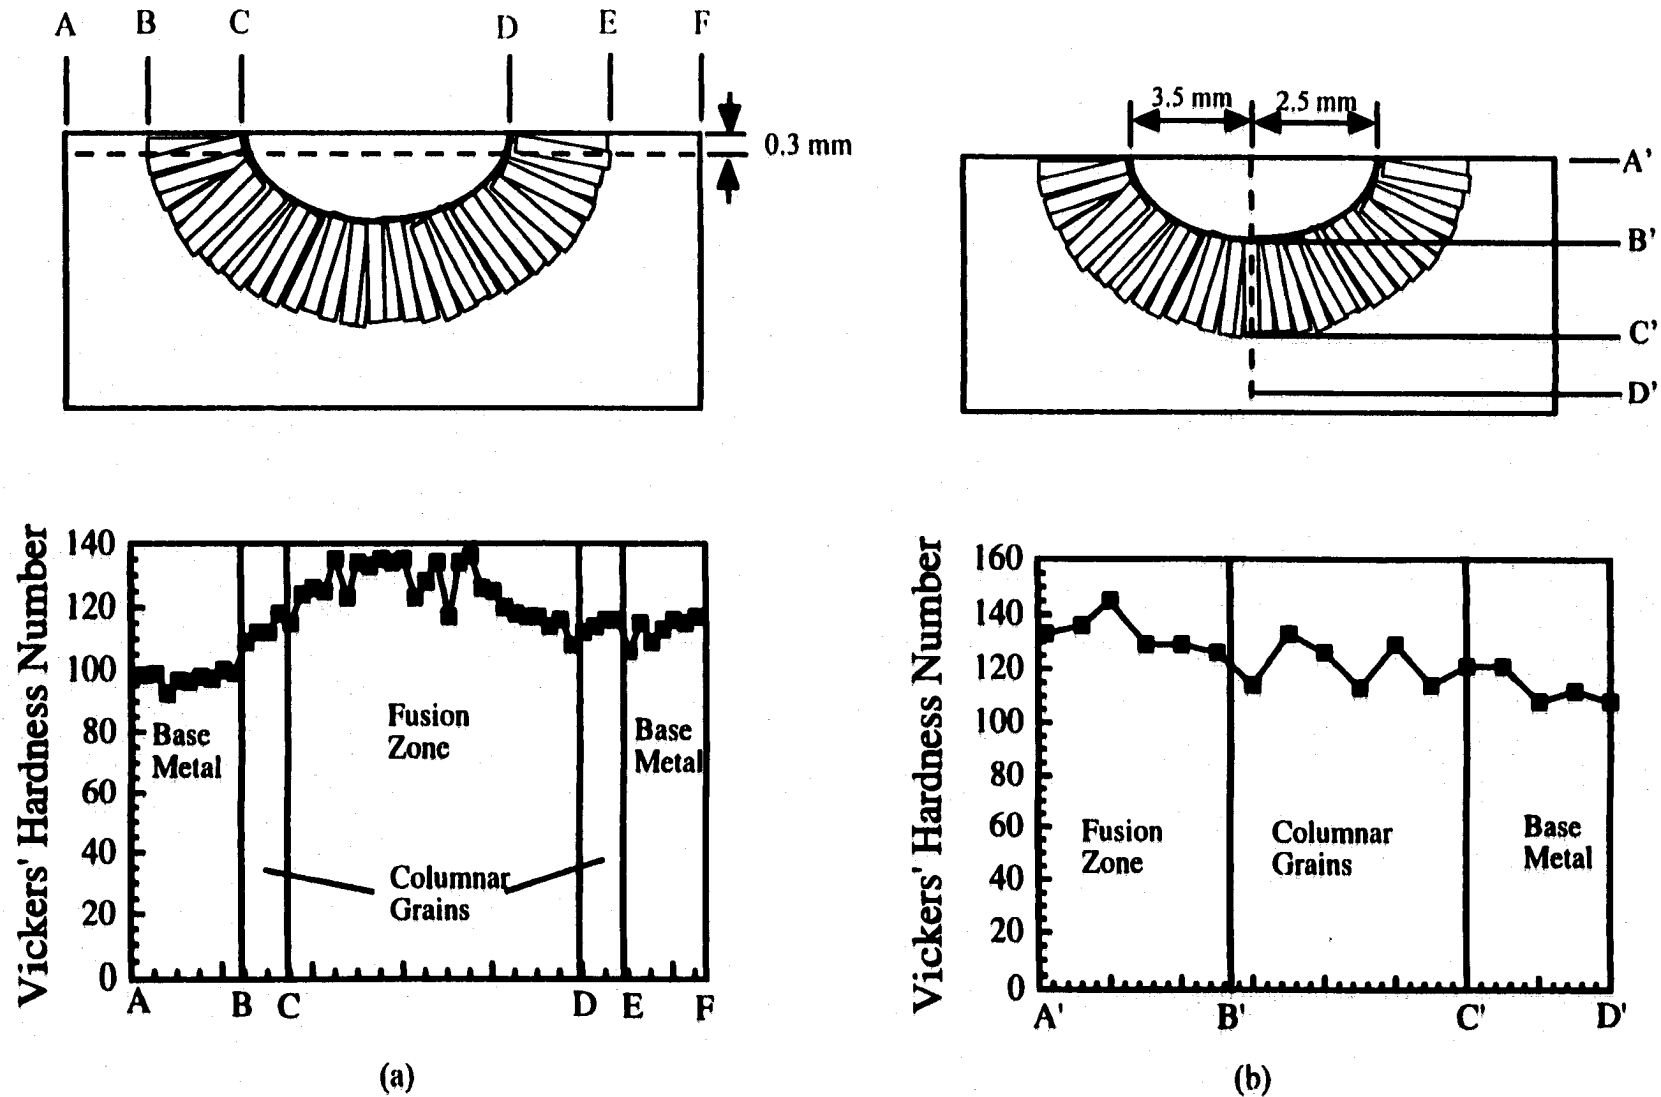 A B C D E F
0.3 mm
3.5 mm 2.5 mm
A'
B'
C'
D'
Vickers' Hardness Number
140
120
100
80
60
40
20
0
Base
Metal
Fusion
Zone
Base
Metal
Columnar
Grains
A B C D E F
(a)
Vickers' Hardness Number
160
140
120
100
80
60
40
20
0
Fusion
Zone
Columnar
Grains
Base
Metal
A' B' C' D'
(b)